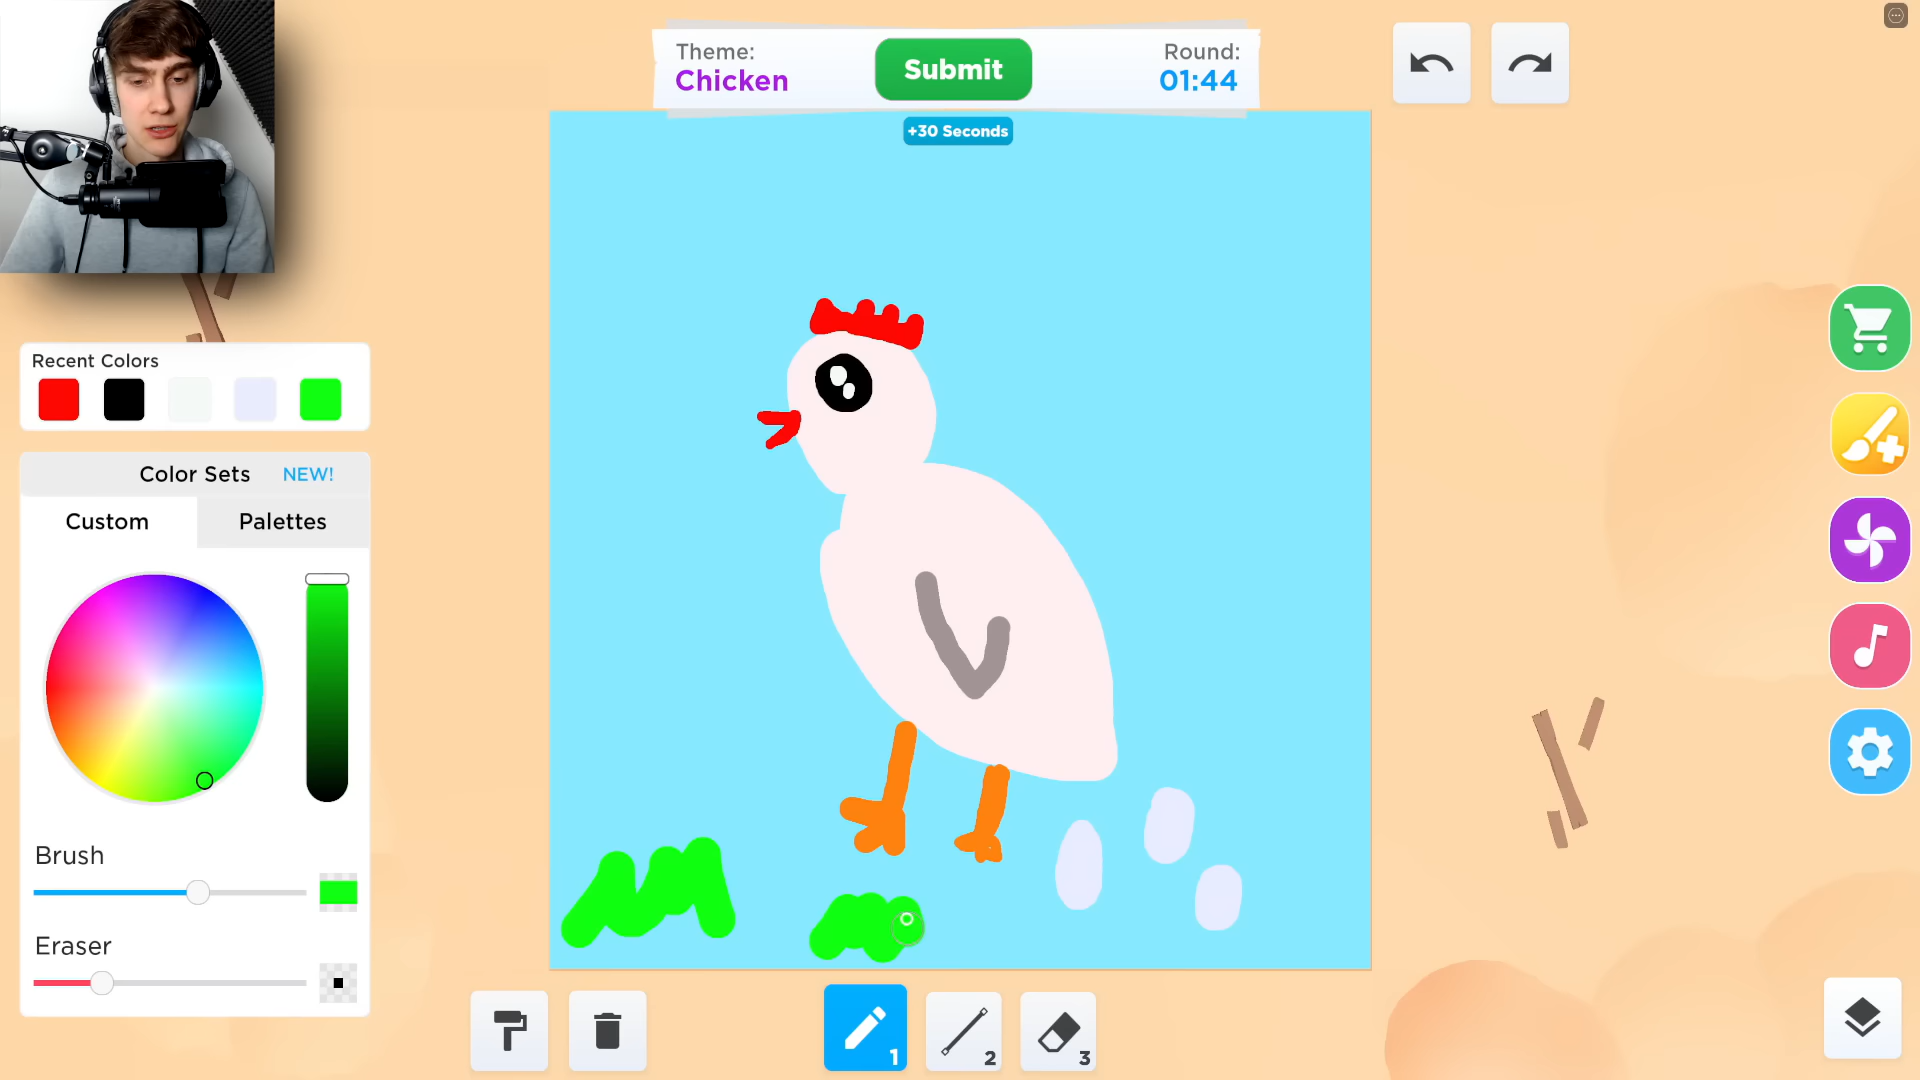 Theme:
Chicken
Submit
Round:
01:44
+30 Seconds
Recent Colors
Color Sets NEW!
Custom
Palettes
Brush
Eraser
1
2
3